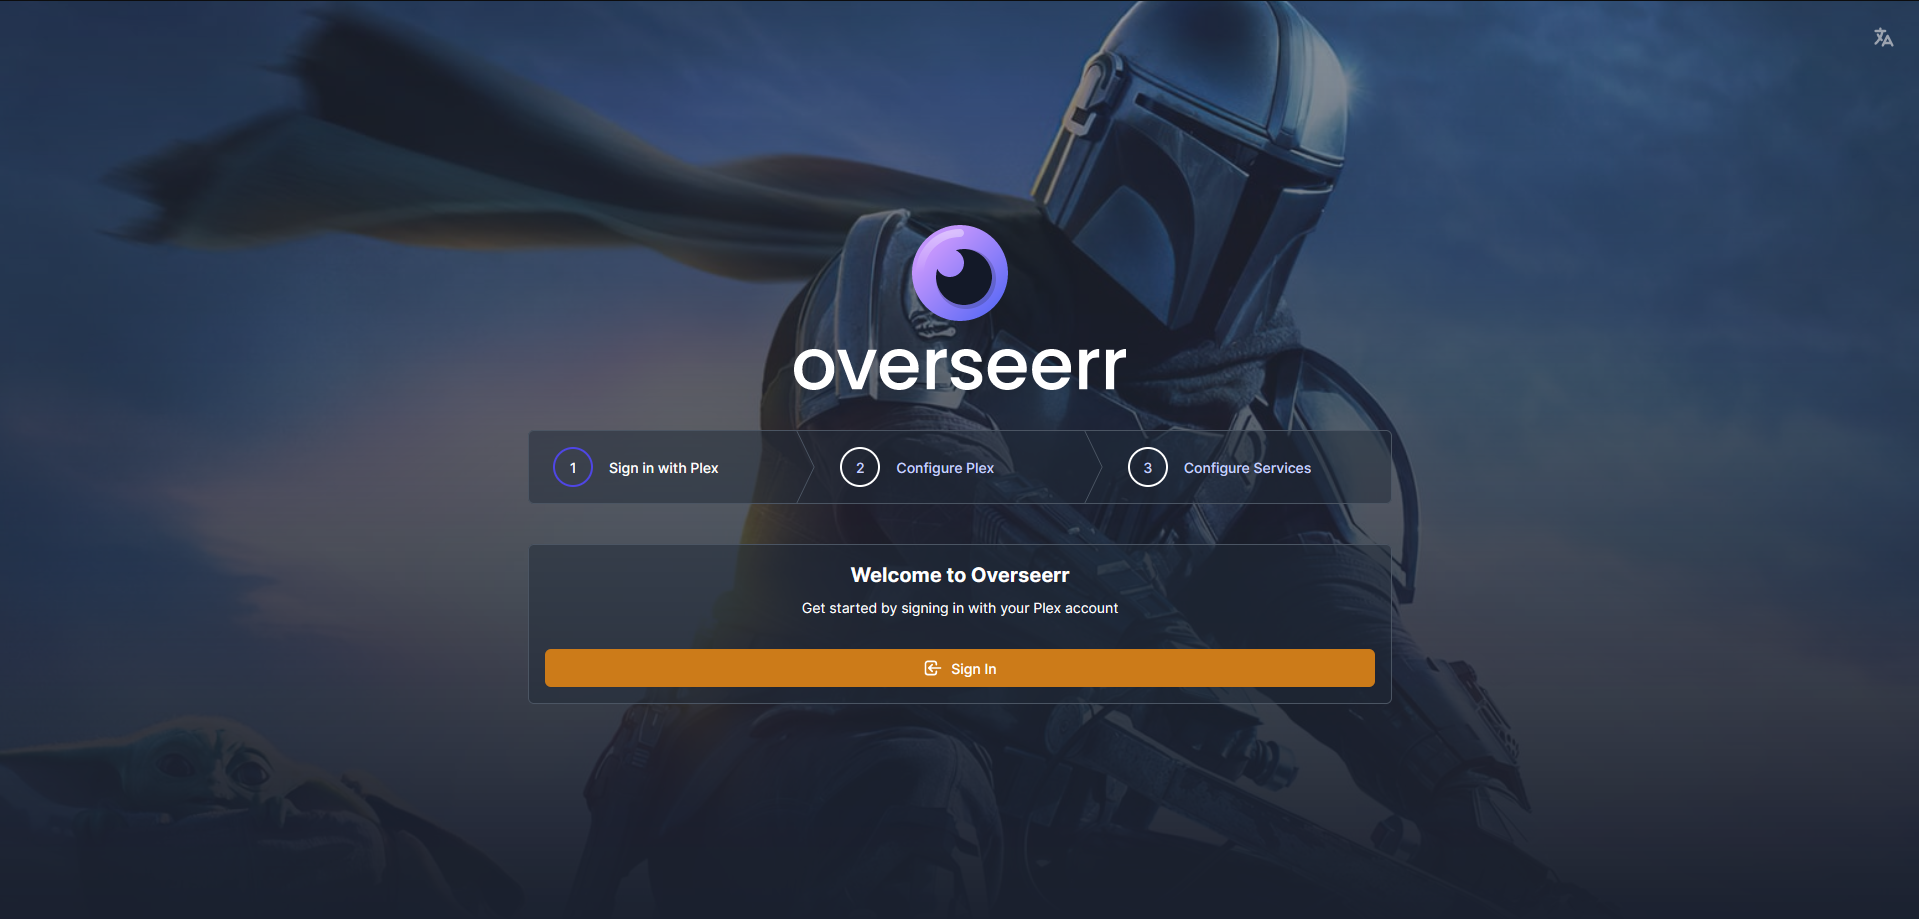 overseerr
1 Sign in with Plex
2 Configure Plex
3 Configure Services
Welcome to Overseerr
Get started by signing in with your Plex account
Sign In